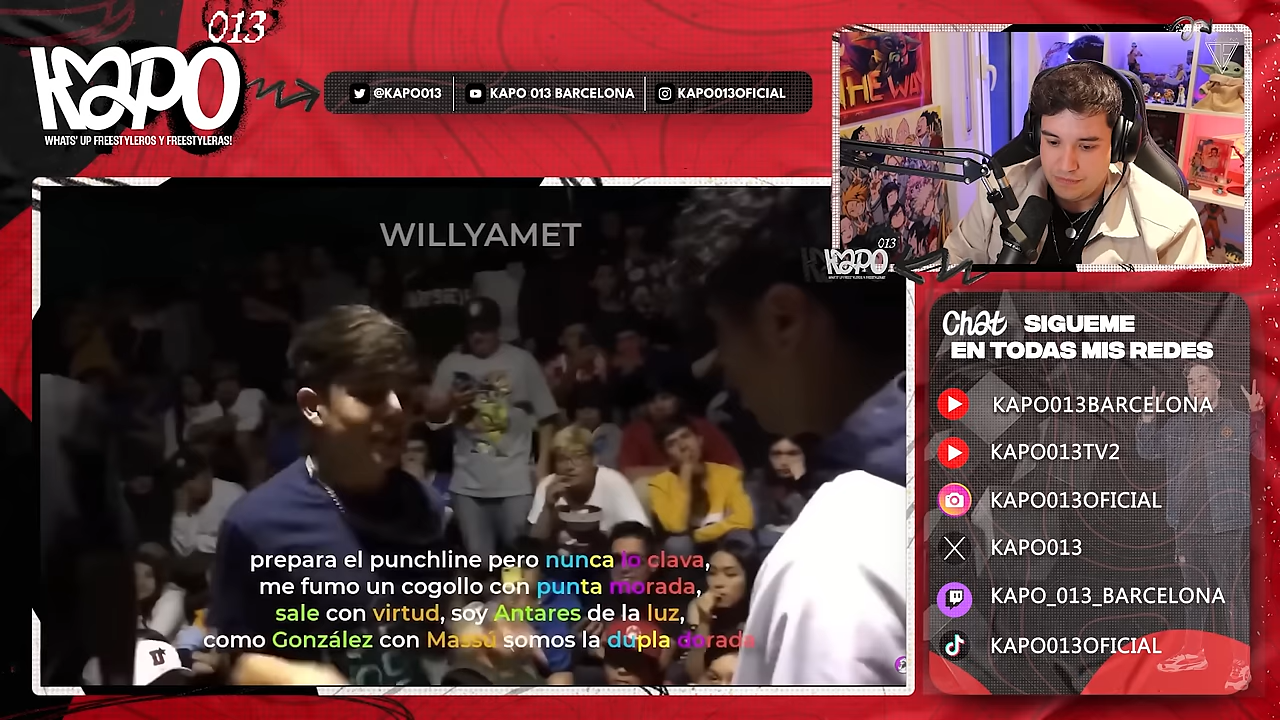 013
KAPO
WHATS' UP FREESTYLEROS Y FREESTYLERAS!
@KAPO013
KAPO 013 BARCELONA
KAPO013OFICIAL
THE WAY
WILLYAMET
013
KAPO
prepara el punchline pero nunca lo clava,
me fumo un cogollo con punta morada,
sale con virtud, soy Antares de la luz,
como González con Massú somos la dupla dorada
Chat SIGUEME
EN TODAS MIS REDES
KAPO013BARCELONA
KAPO013TV2
KAPO013OFICIAL
KAPO013
KAPO_013_BARCELONA
KAPO013OFICIAL